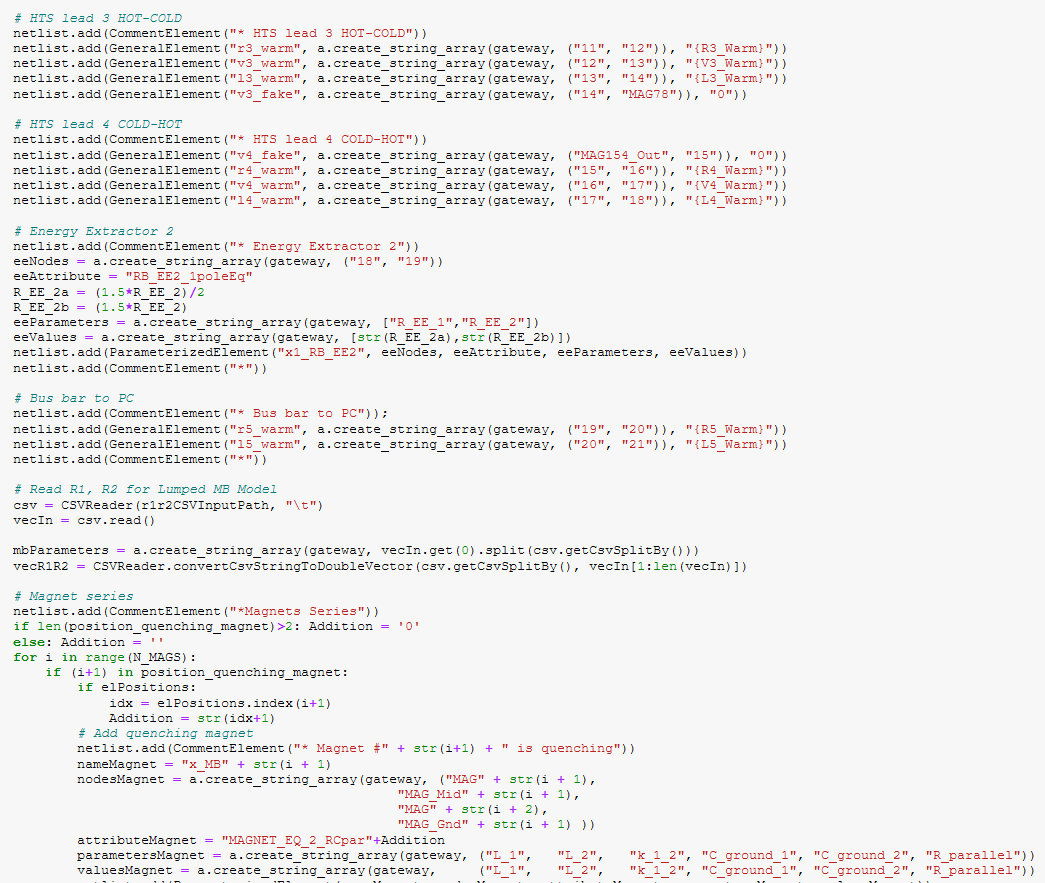 # HTS lead 3 HOT-COLD
netlist.add(CommentElement("* HTS lead 3 HOT-COLD"))
netlist.add(GeneralElement("r3_warm", a.create_string_array(gateway, ("11", "12")), "{R3_Warm}"))
netlist.add(GeneralElement("v3_warm", a.create_string_array(gateway, ("12", "13")), "{V3_Warm}"))
netlist.add(GeneralElement("l3_warm", a.create_string_array(gateway, ("13", "14")), "{L3_Warm}"))
netlist.add(GeneralElement("v3_fake", a.create_string_array(gateway, ("14", "MAG78")), "0"))

# HTS lead 4 COLD-HOT
netlist.add(CommentElement("* HTS lead 4 COLD-HOT"))
netlist.add(GeneralElement("v4_fake", a.create_string_array(gateway, ("MAG154_Out", "15")), "0"))
netlist.add(GeneralElement("r4_warm", a.create_string_array(gateway, ("15", "16")), "{R4_Warm}"))
netlist.add(GeneralElement("v4_warm", a.create_string_array(gateway, ("16", "17")), "{V4_Warm}"))
netlist.add(GeneralElement("l4_warm", a.create_string_array(gateway, ("17", "18")), "{L4_Warm}"))

# Energy Extractor 2
netlist.add(CommentElement("* Energy Extractor 2"))
eeNodes = a.create_string_array(gateway, ("18", "19"))
eeAttribute = "RB_EE2_1poleEq"
R_EE_2a = (1.5*R_EE_2)/2
R_EE_2b = (1.5*R_EE_2)
eeParameters = a.create_string_array(gateway, ["R_EE_1","R_EE_2"])
eeValues = a.create_string_array(gateway, [str(R_EE_2a),str(R_EE_2b)])
netlist.add(ParameterizedElement("x1_RB_EE2", eeNodes, eeAttribute, eeParameters, eeValues))
netlist.add(CommentElement("*"))

# Bus bar to PC
netlist.add(CommentElement("* Bus bar to PC"));
netlist.add(GeneralElement("r5_warm", a.create_string_array(gateway, ("19", "20")), "{R5_Warm}"))
netlist.add(GeneralElement("l5_warm", a.create_string_array(gateway, ("20", "21")), "{L5_Warm}"))
netlist.add(CommentElement("*"))

# Read R1, R2 for Lumped MB Model
csv = CSVReader(r1r2CSVInputPath, "\t")
vecIn = csv.read()

mbParameters = a.create_string_array(gateway, vecIn.get(0).split(csv.getCsvSplitBy()))
vecR1R2 = CSVReader.convertCsvStringToDoubleVector(csv.getCsvSplitBy(), vecIn[1:len(vecIn)])

# Magnet series
netlist.add(CommentElement("*Magnets Series"))
if len(position_quenching_magnet)>2: Addition = '0'
else: Addition = ''
for i in range(N_MAGS):
    if (i+1) in position_quenching_magnet:
        if elPositions:
            idx = elPositions.index(i+1)
            Addition = str(idx+1)
        # Add quenching magnet
        netlist.add(CommentElement("* Magnet #" + str(i+1) + " is quenching"))
        nameMagnet = "x_MB" + str(i + 1)
        nodesMagnet = a.create_string_array(gateway, ("MAG" + str(i + 1),
                                                "MAG_Mid" + str(i + 1),
                                                "MAG" + str(i + 2),
                                                "MAG_Gnd" + str(i + 1) ))
        attributeMagnet = "MAGNET_EQ_2_RCpar"+Addition
        parametersMagnet = a.create_string_array(gateway, ("L_1",   "L_2",   "k_1_2", "C_ground_1", "C_ground_2", "R_parallel"))
        valuesMagnet = a.create_string_array(gateway,     ("L_1",   "L_2",   "k_1_2", "C_ground_1", "C_ground_2", "R_parallel"))